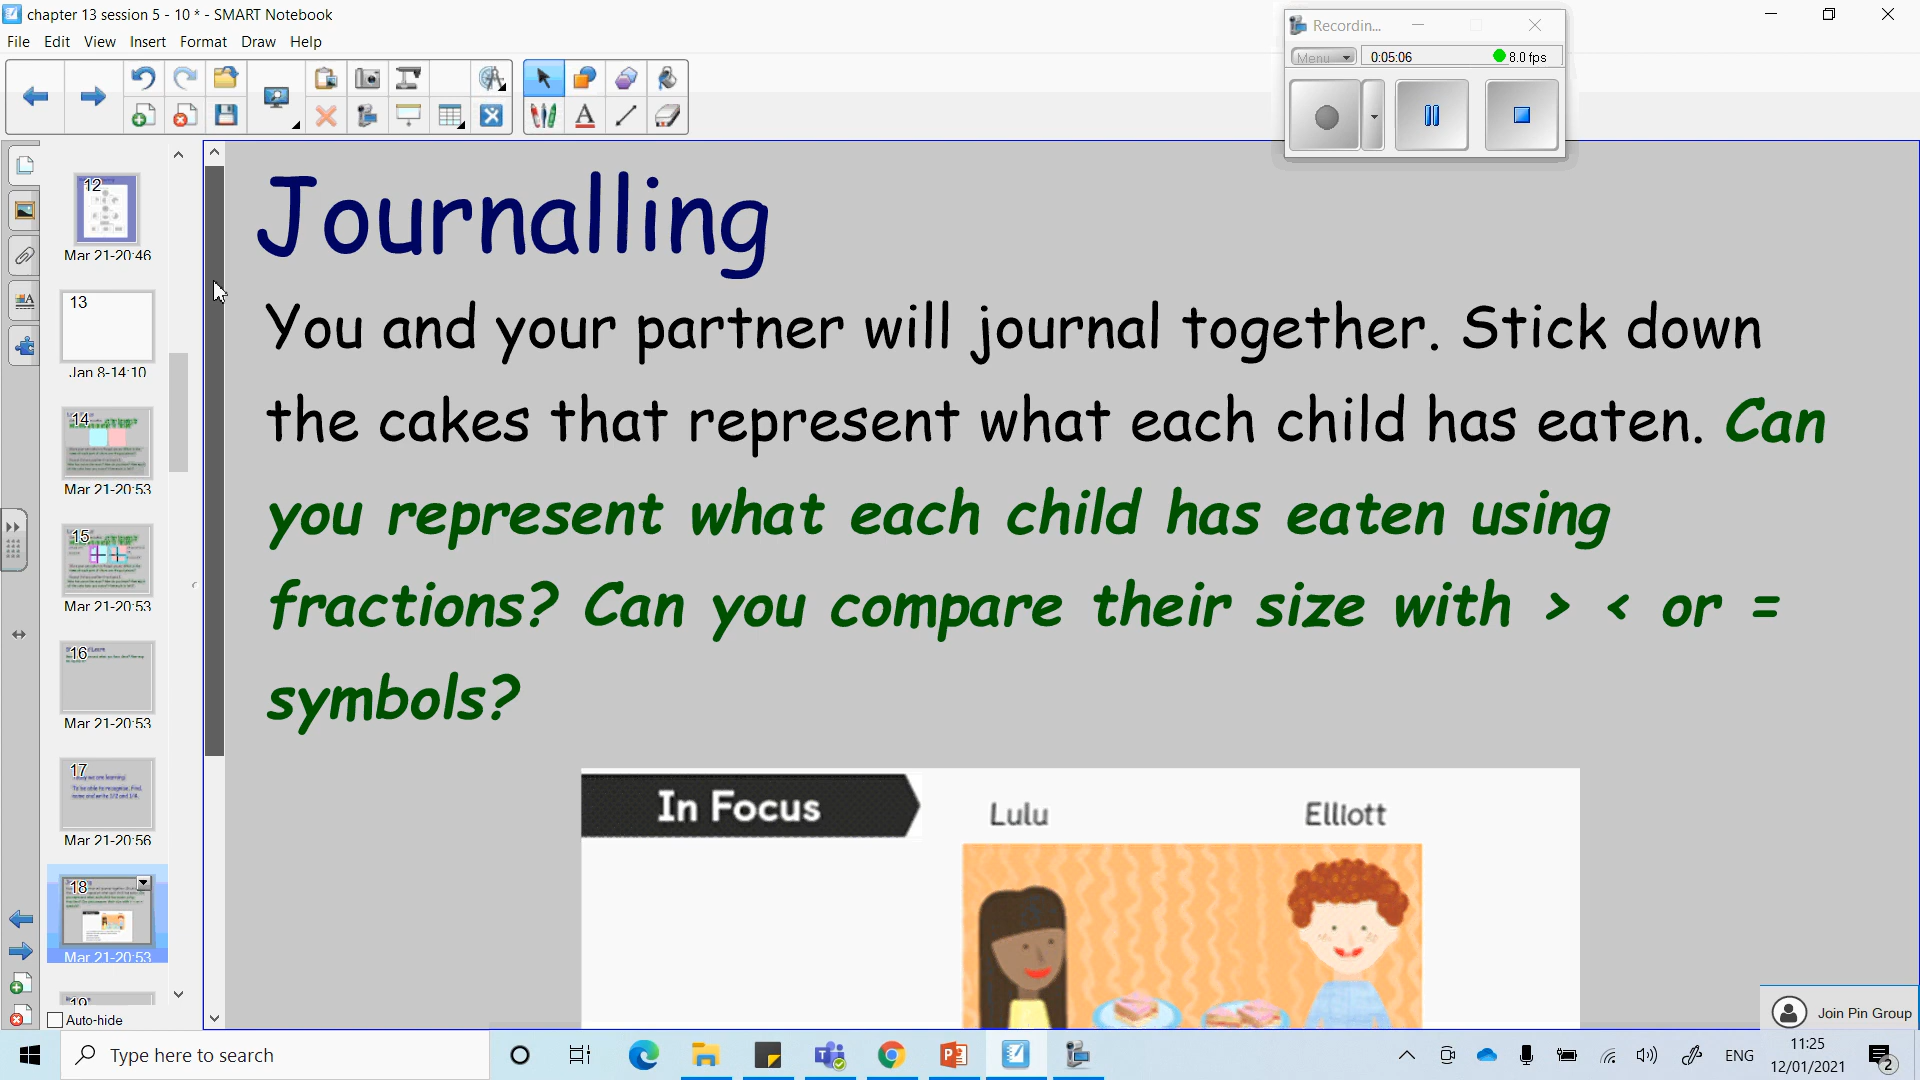 chapter 13 session 5 - 10 * - SMART Notebook
File Edit View Insert Format Draw Help
Recordin...
Menu 0:05:06 8.0 fps
12
Mar 21-20:46
13
Jan 8-14:10
14
Mar 21-20:53
15
Mar 21-20:53
16
Mar 21-20:53
17
Mar 21-20:56
18
Mar 21-20:53
19
Auto-hide
Journalling
You and your partner will journal together. Stick down
the cakes that represent what each child has eaten. Can
you represent what each child has eaten using
fractions? Can you compare their size with > < or =
symbols?
In Focus
Lulu Elliott
Join Pin Group
Type here to search
ENG
11:25
12/01/2021
2